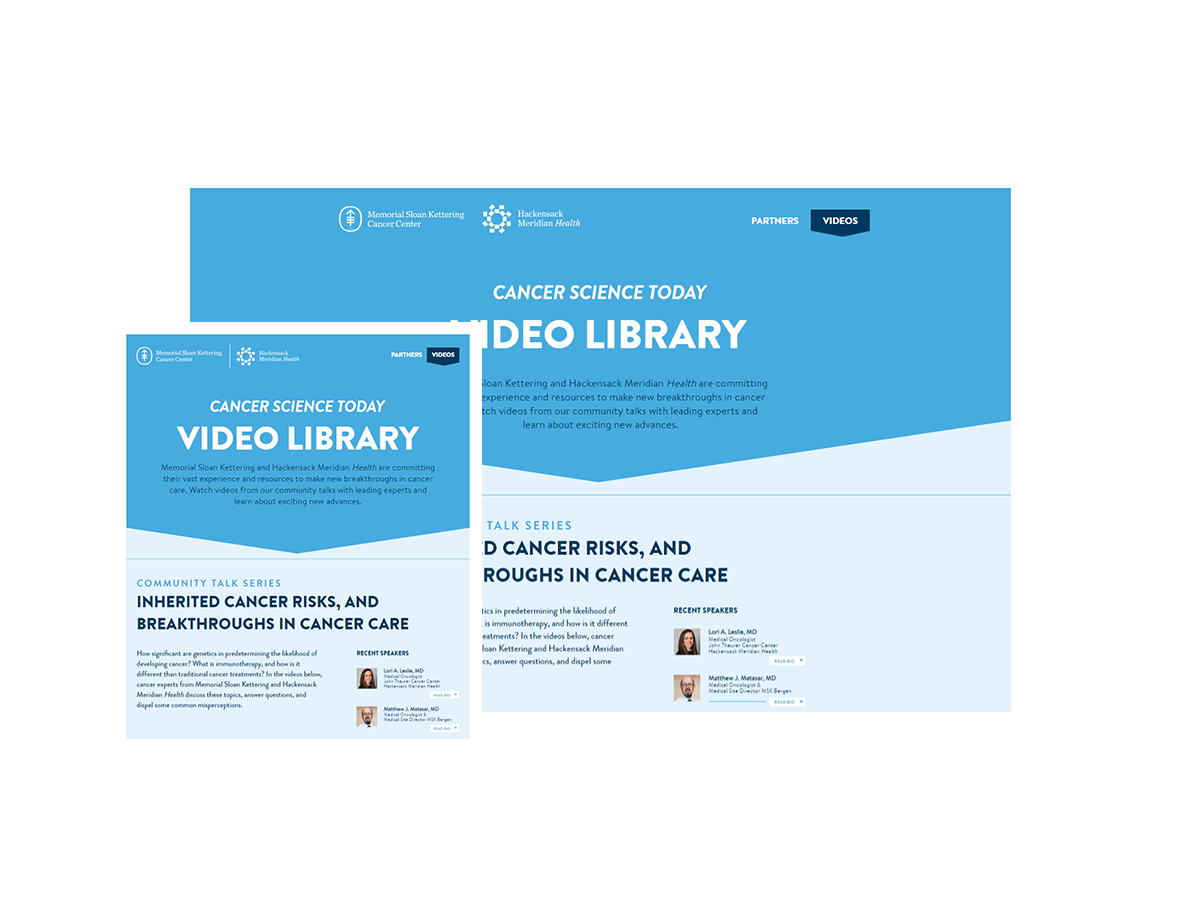 Memorial Sloan Kettering
Cancer Center
Hackensack
Meridian Health
PARTNERS
VIDEOS
CANCER SCIENCE TODAY
VIDEO LIBRARY
Sloan Kettering and Hackensack Meridian Health are committing
experience and resources to make new breakthroughs in cancer
videos from our community talks with leading experts and
learn about exciting new advances.
TALK SERIES
CANCER RISKS, AND
IN CANCER CARE
in predetermining the likelihood of
is immunotherapy, and how is it different
In the videos below, cancer
Kettering and Hackensack Meridian
answer questions, and dispel some
RECENT SPEAKERS
Lori A. Leslie, MD
Medical Oncologist
John Theurer Cancer Center
Hackensack Meridian Health
READ BIO
Matthew J. Matasar, MD
Medical Oncologist &
Medical Site Director MSK Bergen
READ BIO
Memorial Sloan Kettering
Cancer Center
Hackensack
Meridian Health
PARTNERS
VIDEOS
CANCER SCIENCE TODAY
VIDEO LIBRARY
Memorial Sloan Kettering and Hackensack Meridian Health are committing
their vast experience and resources to make new breakthroughs in cancer
care. Watch videos from our community talks with leading experts and
learn about exciting new advances.
COMMUNITY TALK SERIES
INHERITED CANCER RISKS, AND
BREAKTHROUGHS IN CANCER CARE
How significant are genetics in predetermining the likelihood of
developing cancer? What is immunotherapy, and how is it
different than traditional cancer treatments? In the videos below,
cancer experts from Memorial Sloan Kettering and Hackensack
Meridian Health discuss these topics, answer questions, and
dispel some common misperceptions.
RECENT SPEAKERS
Lori A. Leslie, MD
Medical Oncologist
John Theurer Cancer Center
Hackensack Meridian Health
READ BIO
Matthew J. Matasar, MD
Medical Oncologist &
Medical Site Director MSK Bergen
READ BIO